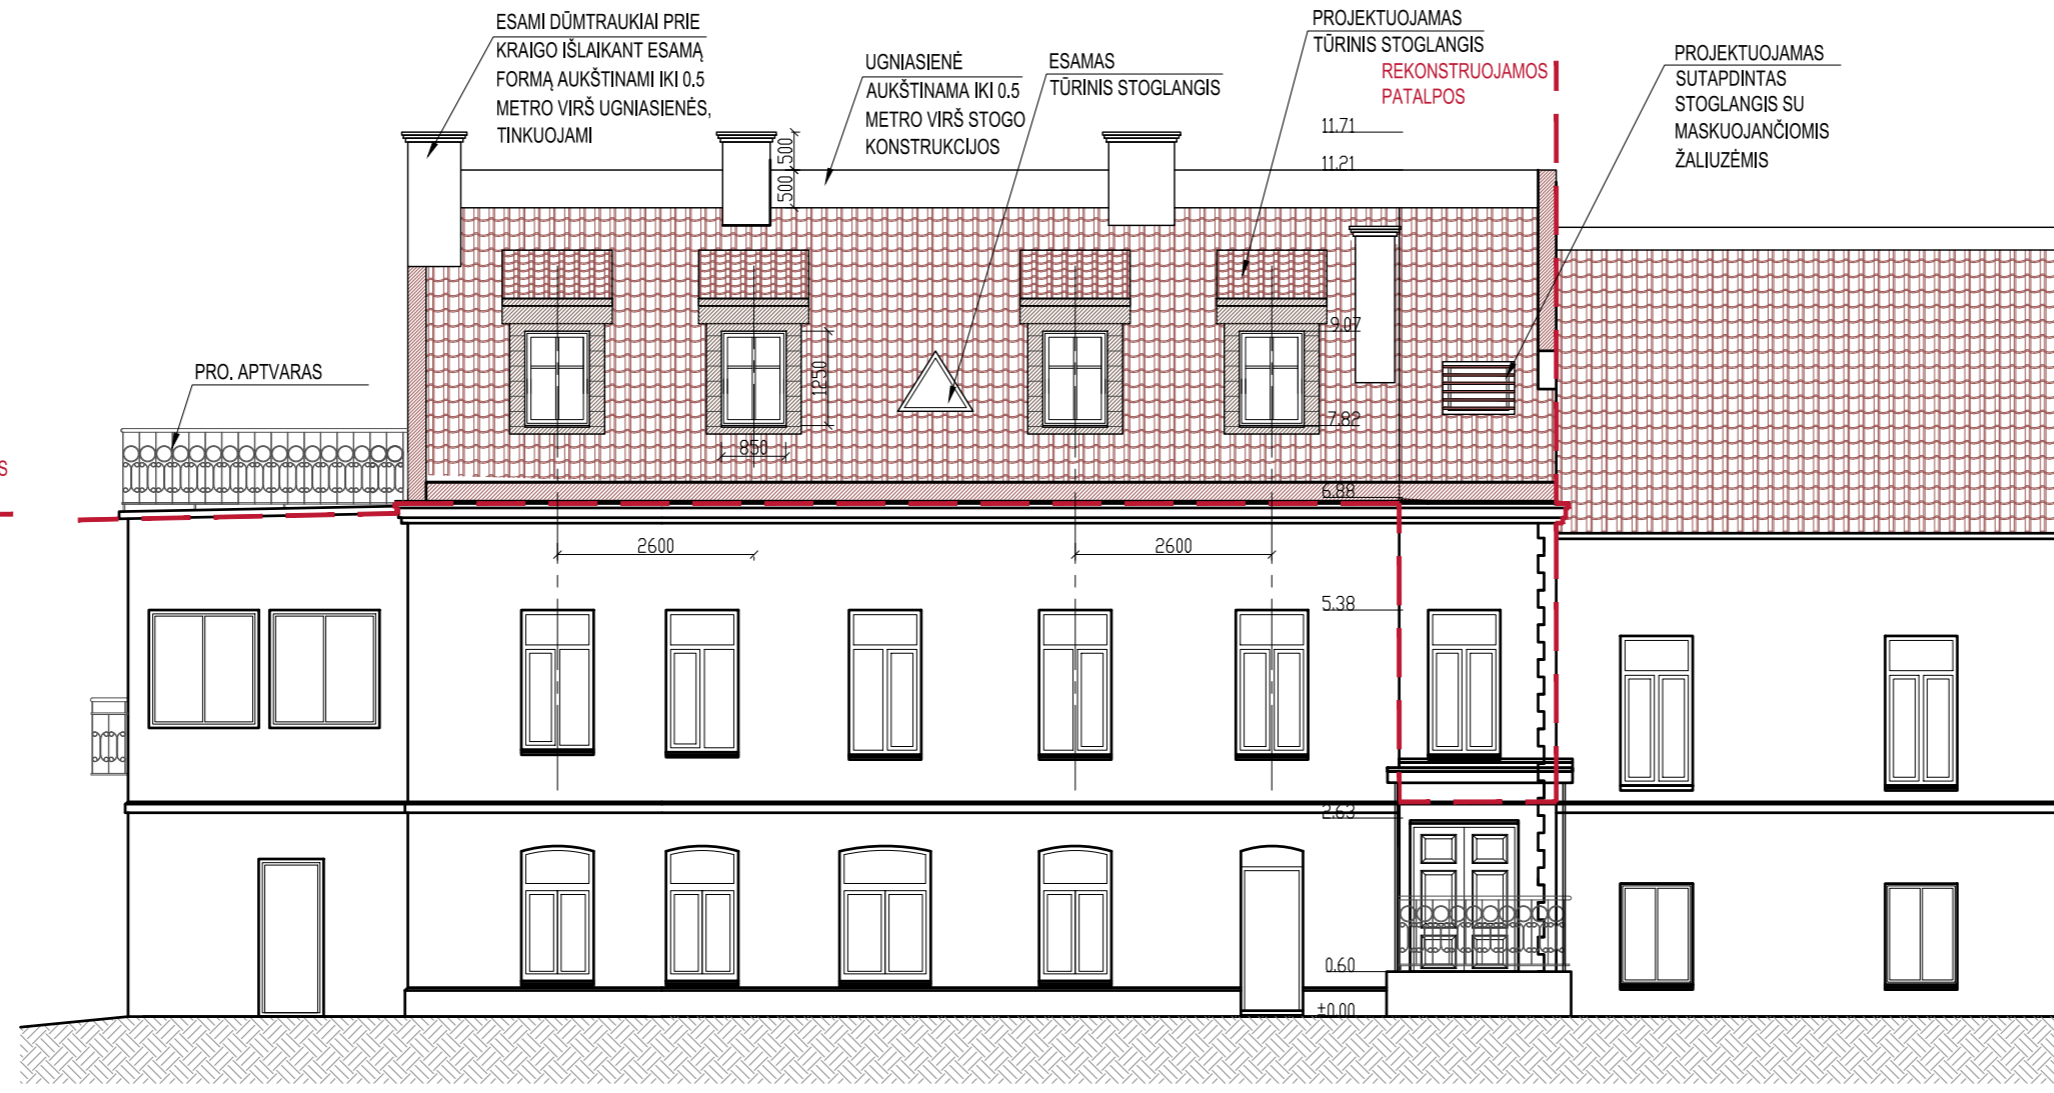 ESAMI DŪMTRAUKIAI PRIE
KRAIGO IŠLAIKANT ESAMĄ
FORMĄ AUKŠTINAMI IKI 0.5
METRO VIRŠ UGNIASIENĖS,
TINKUOJAMI
UGNIASIENĖ
AUKŠTINAMA IKI 0.5
METRO VIRŠ STOGO
KONSTRUKCIJOS
ESAMAS
TŪRINIS STOGLANGIS
PROJEKTUOJAMAS
TŪRINIS STOGLANGIS
REKONSTRUOJAMOS
PATALPOS
PROJEKTUOJAMAS
SUTAPDINTAS
STOGLANGIS SU
MASKUOJANČIOMIS
ŽALIUZĖMIS
11.71
11.21
500
500
9.07
1250
7.82
850
PRO. APTVARAS
S
6.88
2600
2600
5.38
2.63
0.60
±0.00